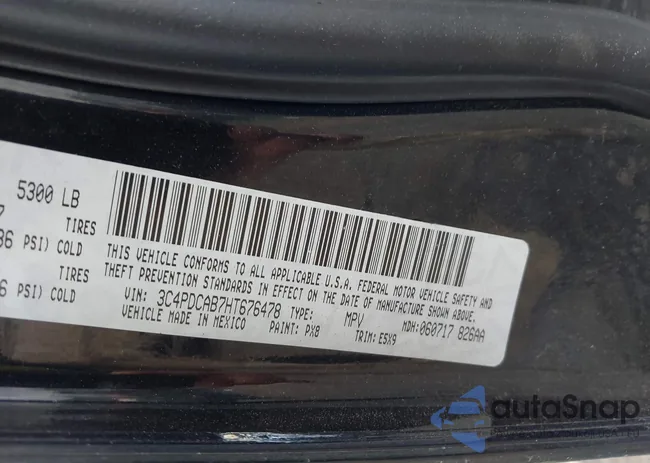 5300 LB
TIRES
PSI) COLD
TIRES
PSI) COLD
THIS VEHICLE CONFORMS TO ALL APPLICABLE U.S.A. FEDERAL MOTOR VEHICLE SAFETY AND
THEFT PREVENTION STANDARDS IN EFFECT ON THE DATE OF MANUFACTURE SHOWN ABOVE.
VIN: 3C4PDCAB7HT676478 TYPE: MPV MDH:060717 826AA
VEHICLE MADE IN MEXICO PAINT: PX8 TRIM: E5X9
autoSnap